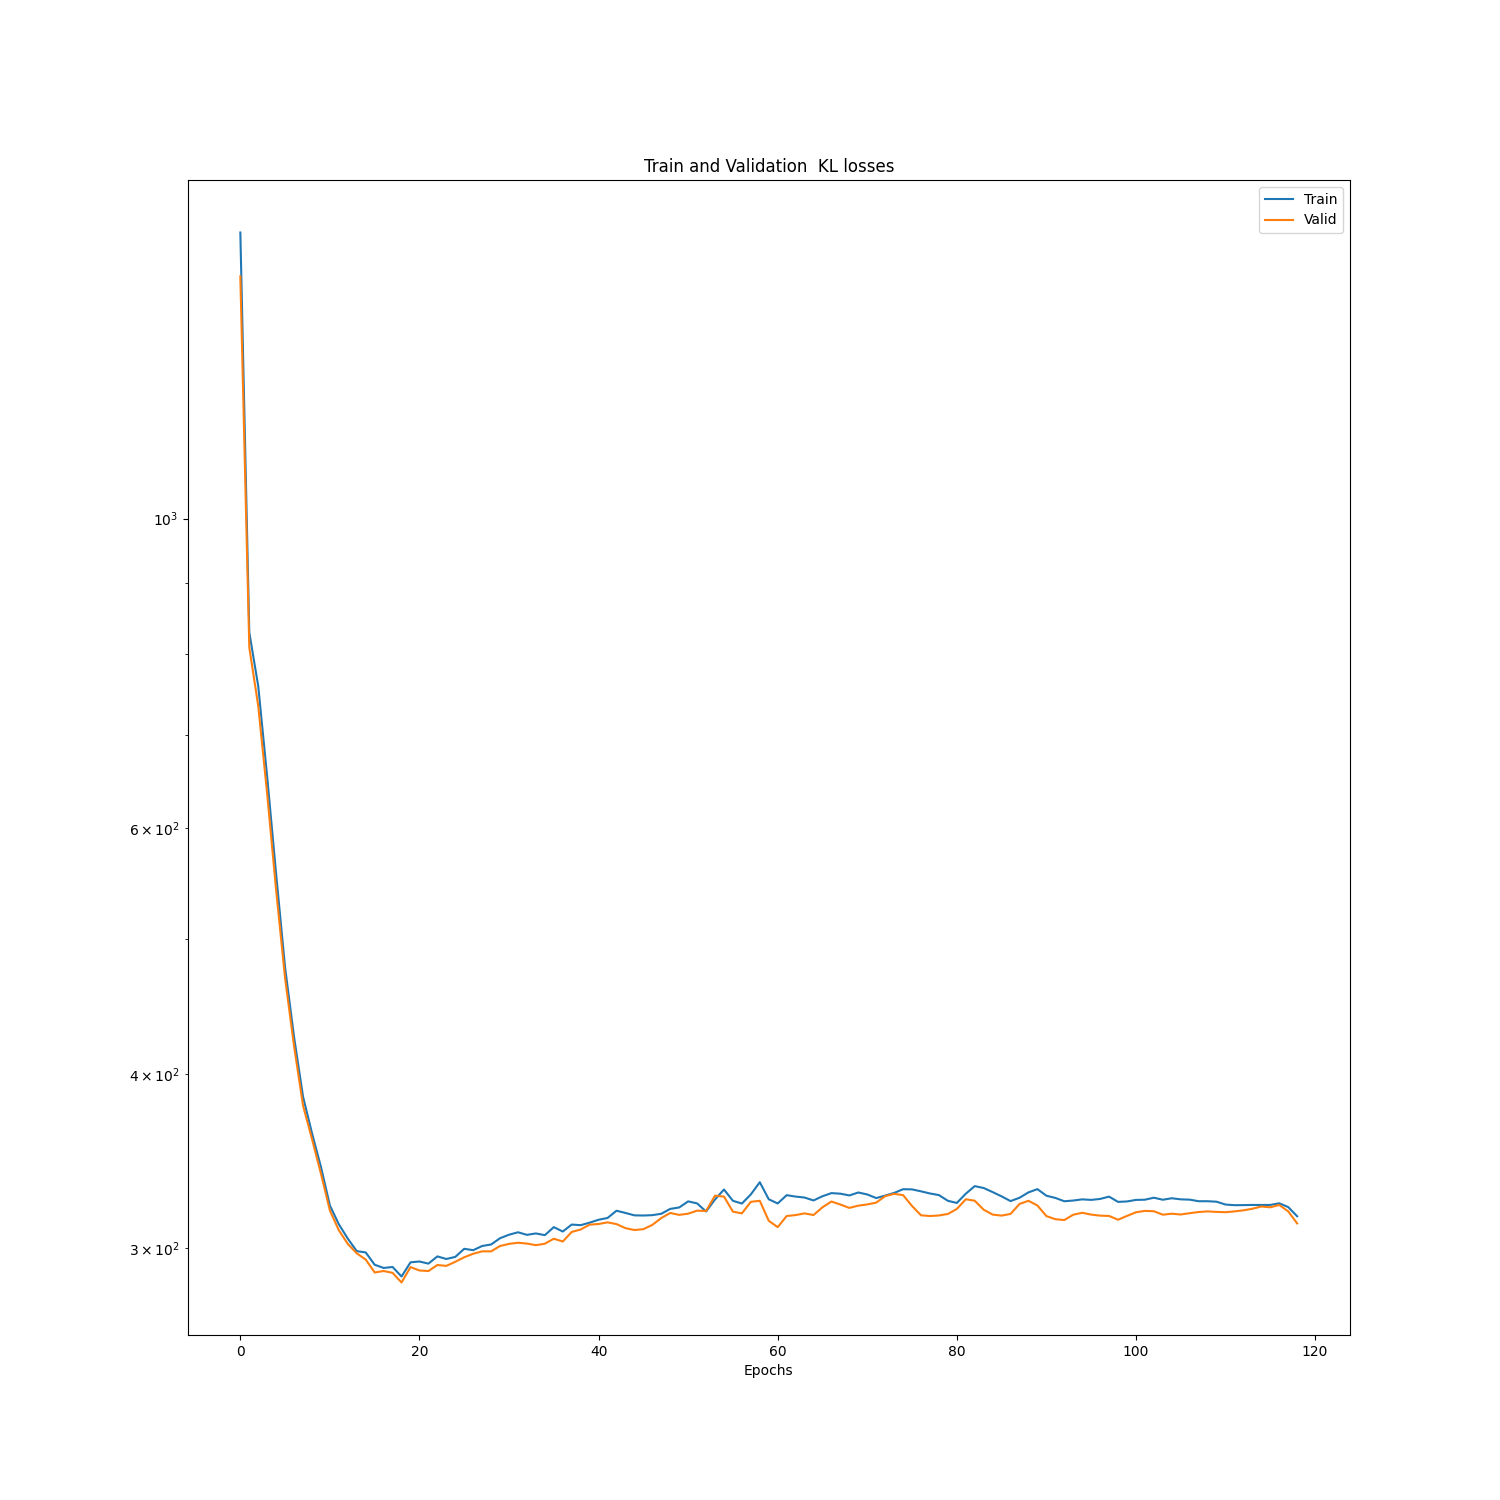 Train and Validation  KL losses
Train
Valid
10³
6 × 10²
4 × 10²
3 × 10²
0 20 40 60 80 100 120
Epochs